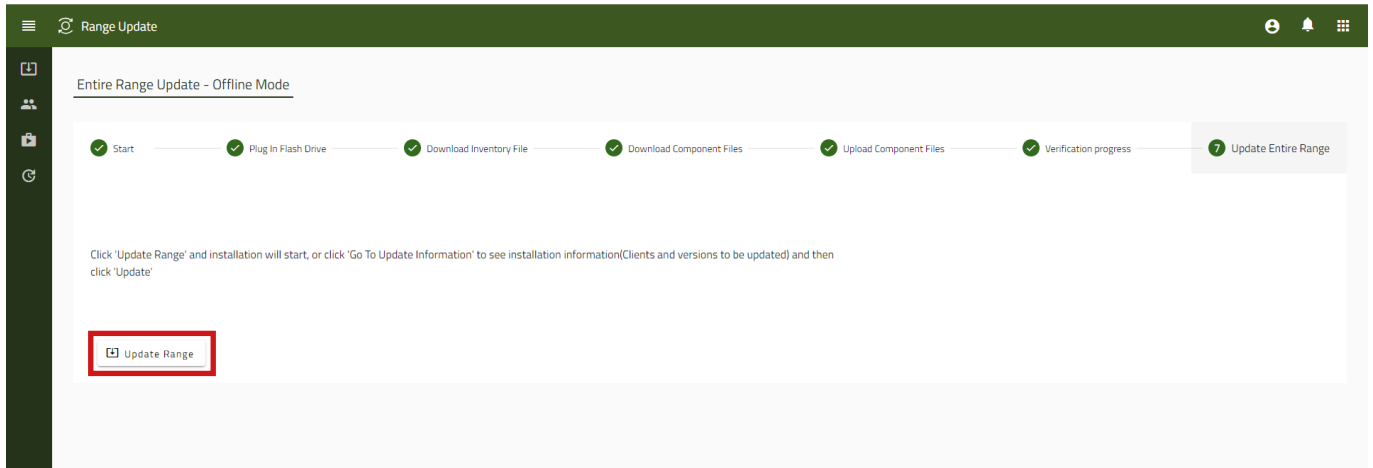 Range Update
Entire Range Update - Offline Mode
Start
Plug In Flash Drive
Download Inventory File
Download Component Files
Upload Component Files
Verification progress
7 Update Entire Range
Click 'Update Range' and installation will start, or click 'Go To Update Information' to see installation information(Clients and versions to be updated) and then
click 'Update'
Update Range